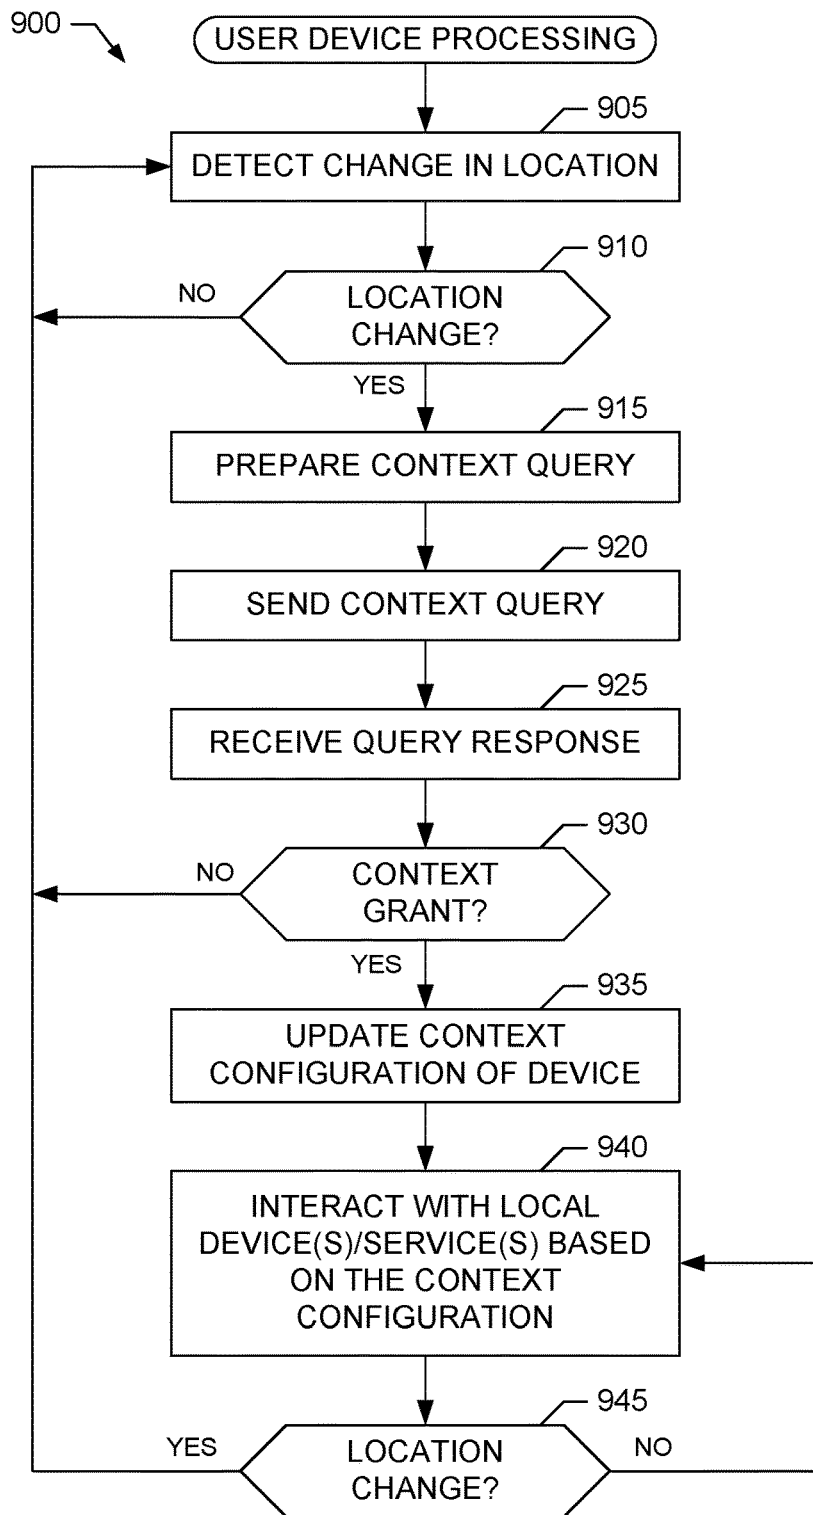 900
USER DEVICE PROCESSING
905
DETECT CHANGE IN LOCATION
910
LOCATION
CHANGE?
NO
YES
915
PREPARE CONTEXT QUERY
920
SEND CONTEXT QUERY
925
RECEIVE QUERY RESPONSE
930
CONTEXT
GRANT?
NO
YES
935
UPDATE CONTEXT
CONFIGURATION OF DEVICE
940
INTERACT WITH LOCAL
DEVICE(S)/SERVICE(S) BASED
ON THE CONTEXT
CONFIGURATION
945
YES
LOCATION
CHANGE?
NO